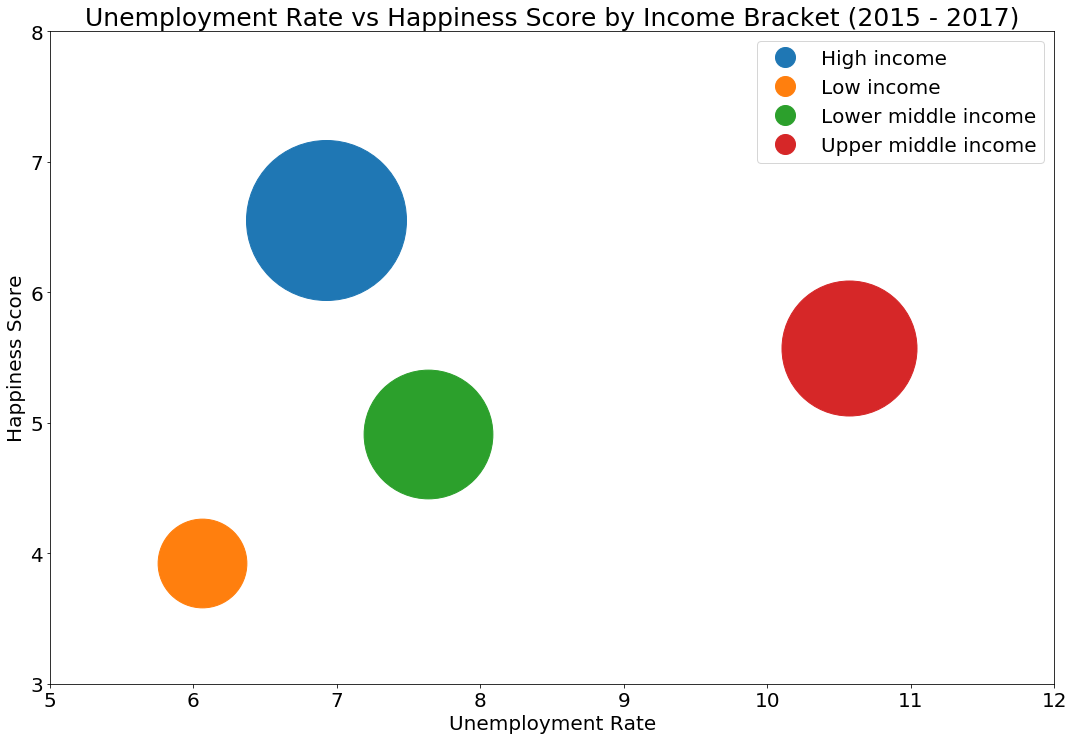 Unemployment Rate vs Happiness Score by Income Bracket (2015 - 2017)
High income
Low income
Lower middle income
Upper middle income
Happiness Score
8
7
6
5
4
3
5 6 7 8 9 10 11 12
Unemployment Rate